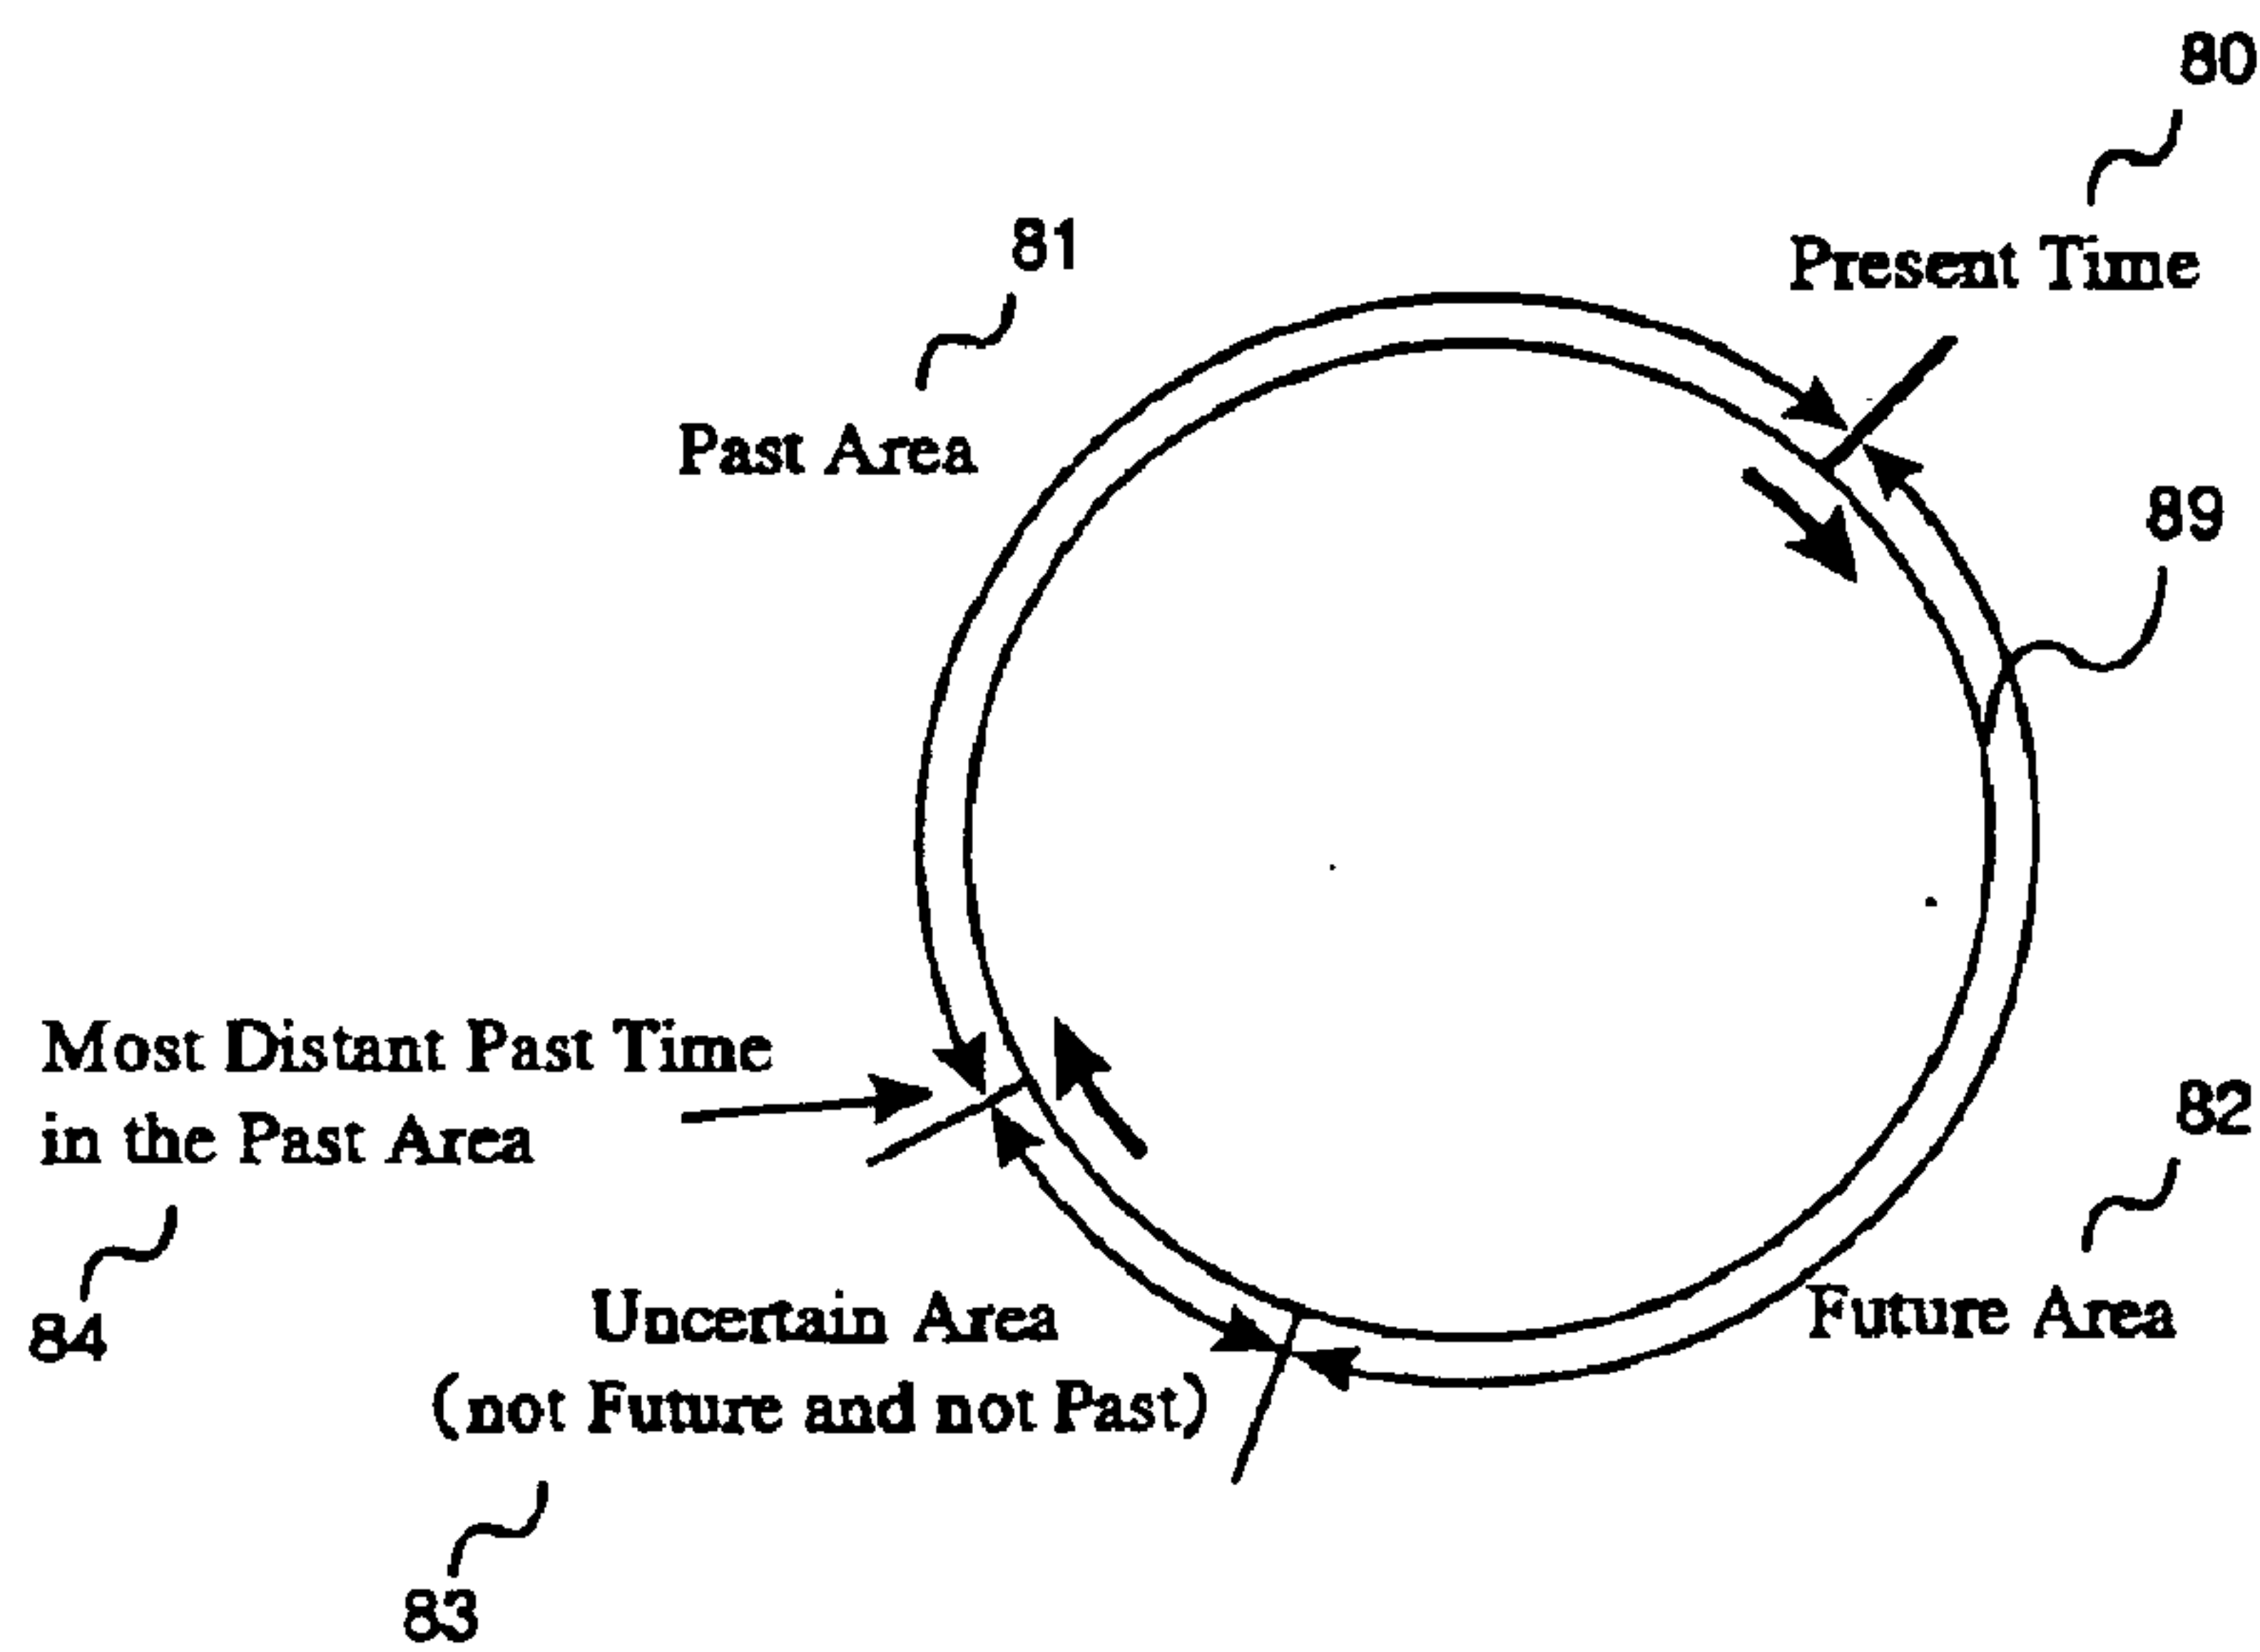 80
Present Time
81
Past Area
89
Most Distant Past Time
in the Past Area
84
82
Future Area
Uncertain Area
(not Future and not Past)
83